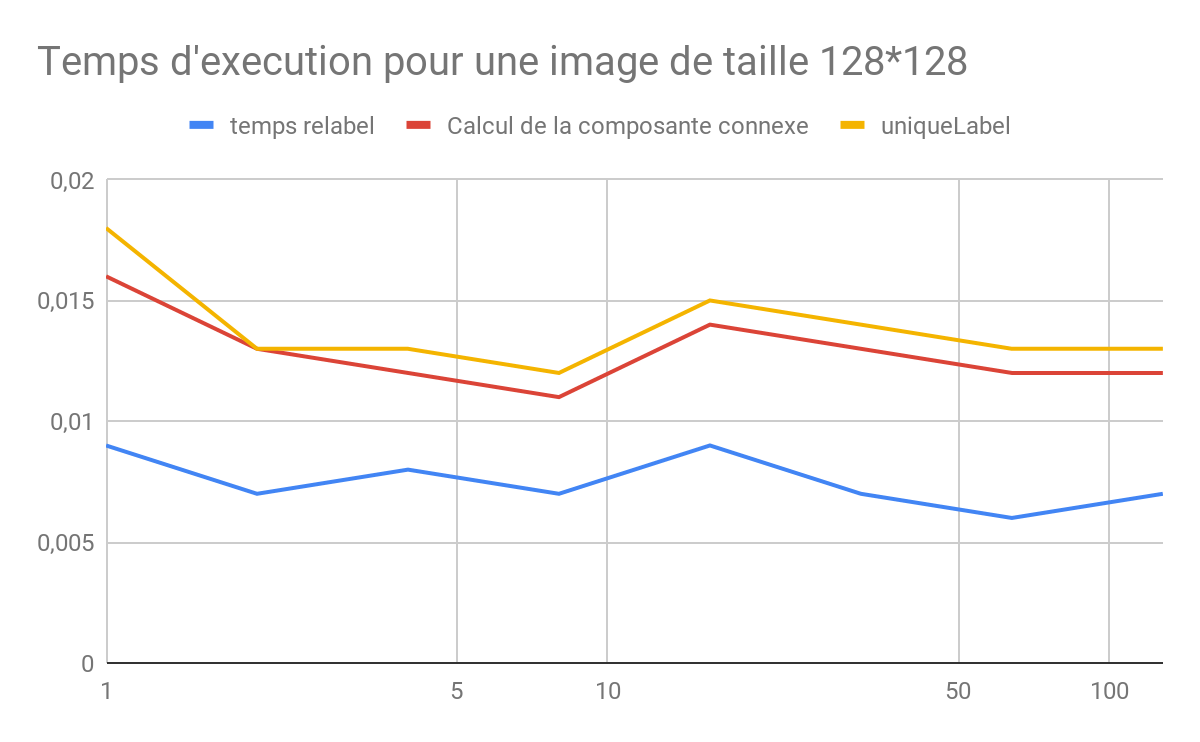 Temps d'execution pour une image de taille 128*128
temps relabel Calcul de la composante connexe uniqueLabel
0,02
0,015
0,01
0,005
0
1 5 10 50 100